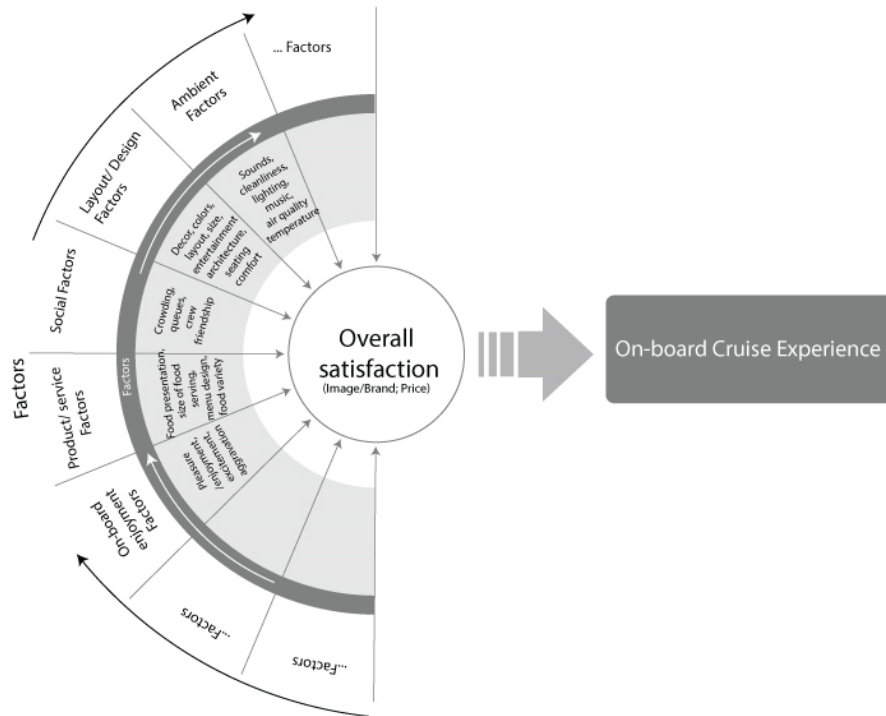 ... Factors
Ambient
Factors
Layout/ Design
Factors
Social Factors
Factors
Product/ service
Factors
On-board
enjoyment
Factors
...Factors
...Factors
Factors
Sounds,
cleanliness,
lighting,
music,
air quality
temperature
Decor, colors,
layout, size,
entertainment
architecture,
seating
comfort
Crowding,
queues,
crew
friendship
Food presentation,
size of food
serving,
menu design,
food variety
Pleasure
/enjoyment,
excitement,
aggravation
Overall
satisfaction
(Image/Brand; Price)
On-board Cruise Experience